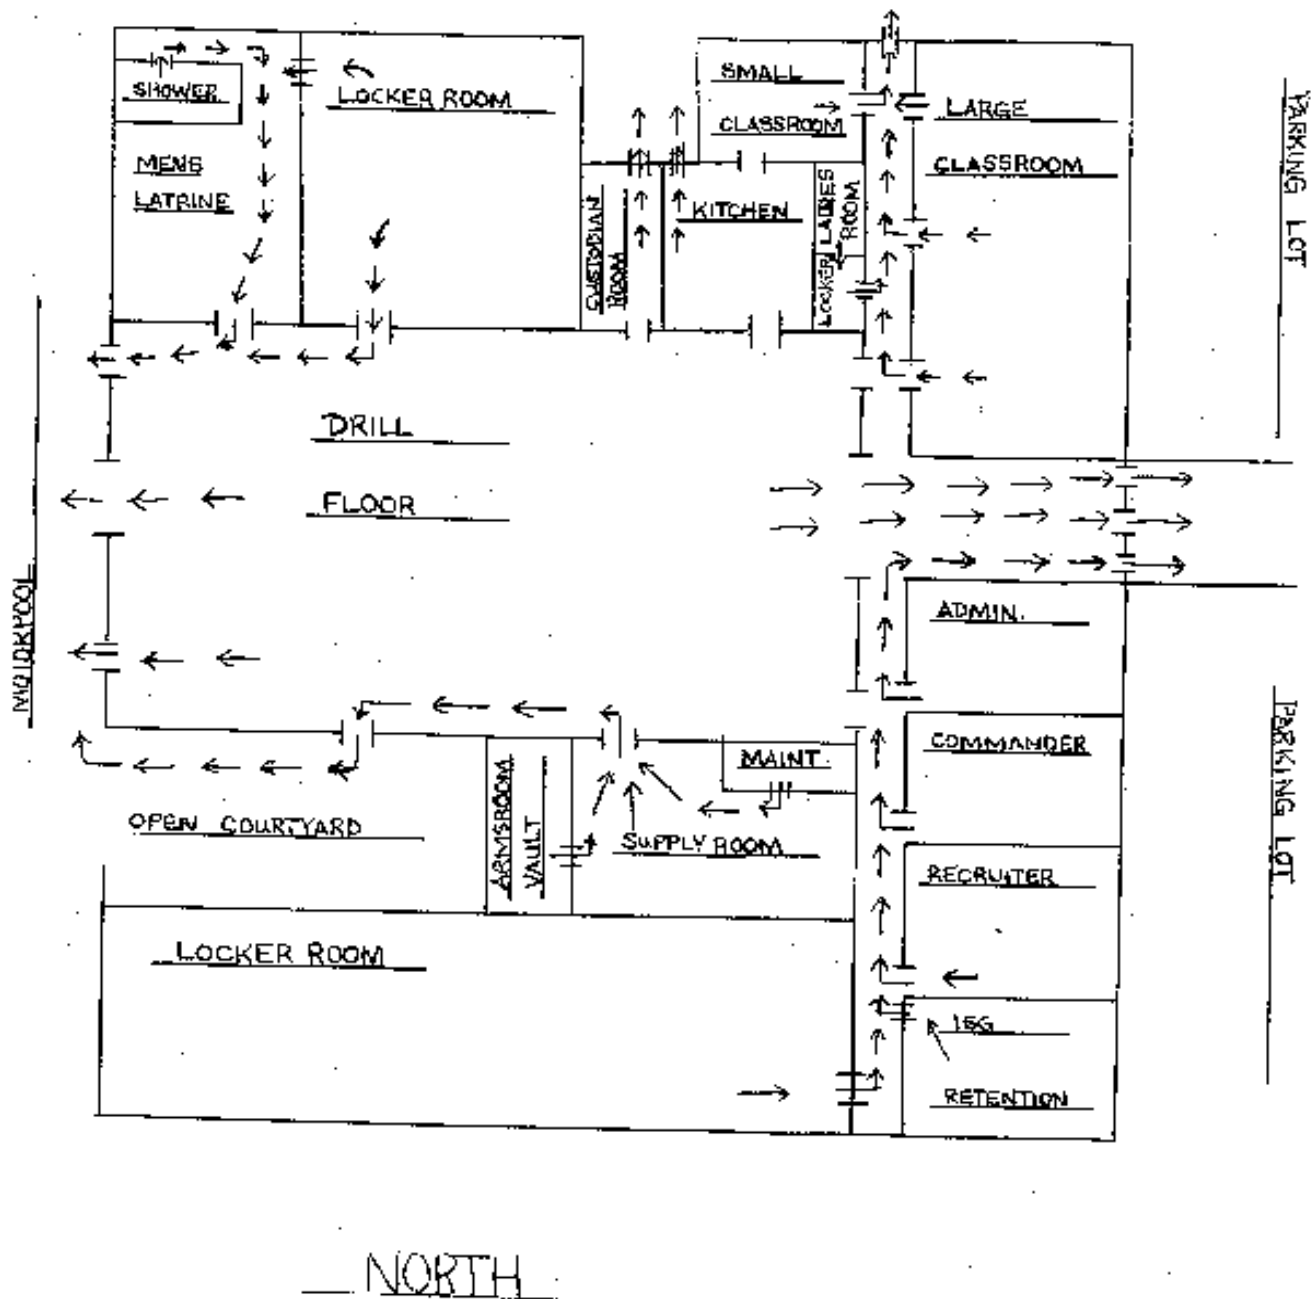 SHOWER
MENS
LATRINE
LOCKER ROOM
CUSTODIAN
ROOM
KITCHEN
SMALL
CLASSROOM
LOCKER LADIES
ROOM
LARGE
CLASSROOM
PARKING LOT
DRILL
FLOOR
MOTORPOOL
ADMIN.
COMMANDER
RECRUITER
1SG
RETENTION
PARKING LOT
OPEN COURTYARD
ARMSROOM
VAULT
MAINT
SUPPLY ROOM
LOCKER ROOM
NORTH